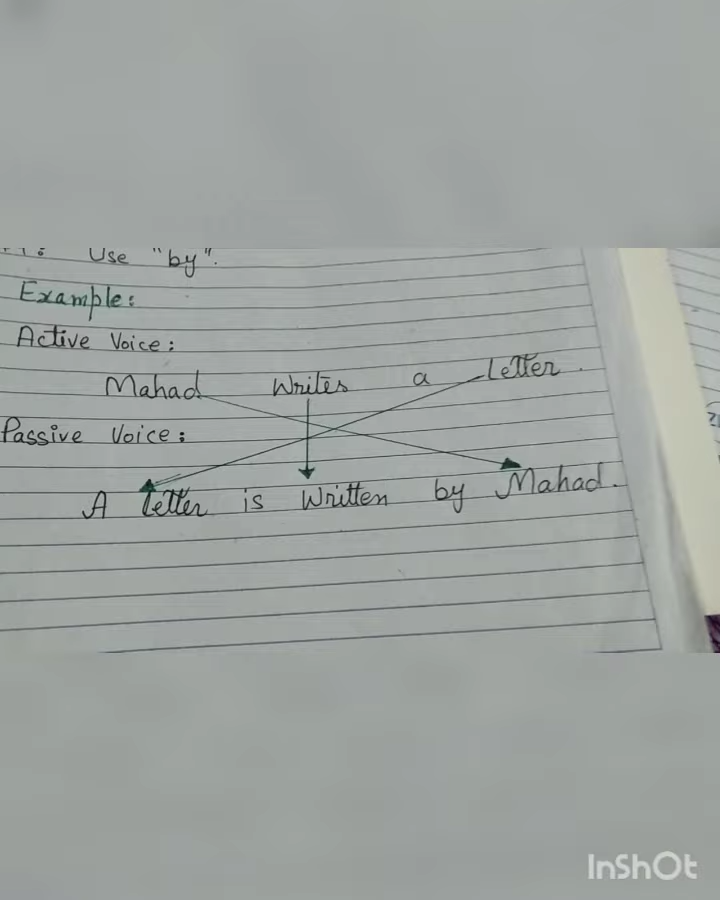 Use "by".
Example:
Active Voice:
Mahad Writes a Letter.
Passive Voice:
A Letter is Written by Mahad.
InShOt